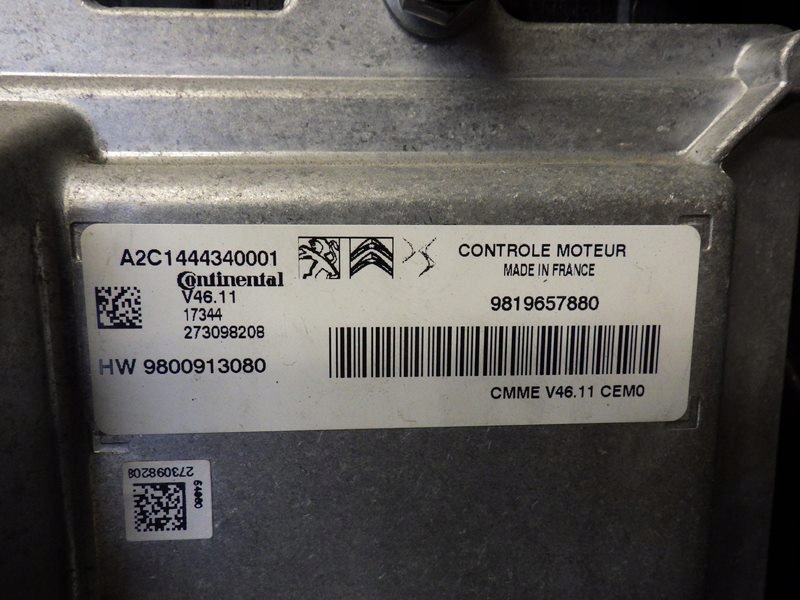 A2C1444340001
Continental
V46.11
17344
273098208
HW 9800913080
CONTROLE MOTEUR
MADE IN FRANCE
9819657880
CMME V46.11 CEM0
273098208
64080